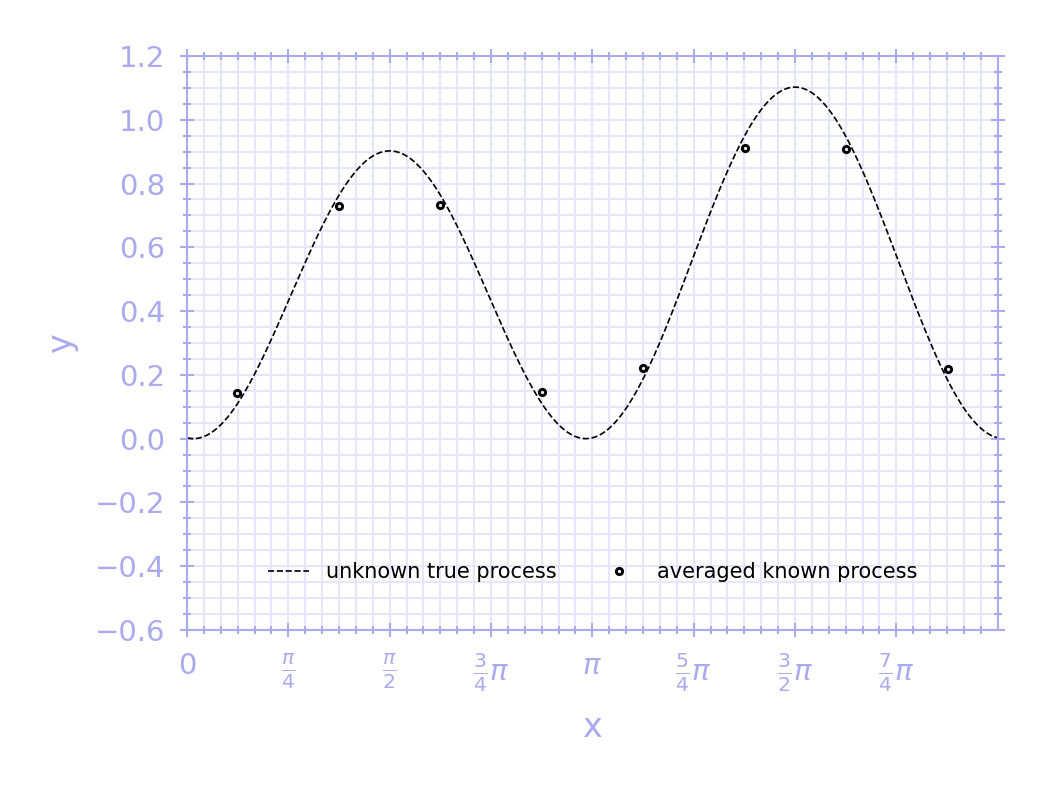 1.2
1.0
0.8
0.6
0.4
0.2
0.0
−0.2
−0.4
−0.6
y
unknown true process averaged known process
0 π/4 π/2 3/4π π 5/4π 3/2π 7/4π
x